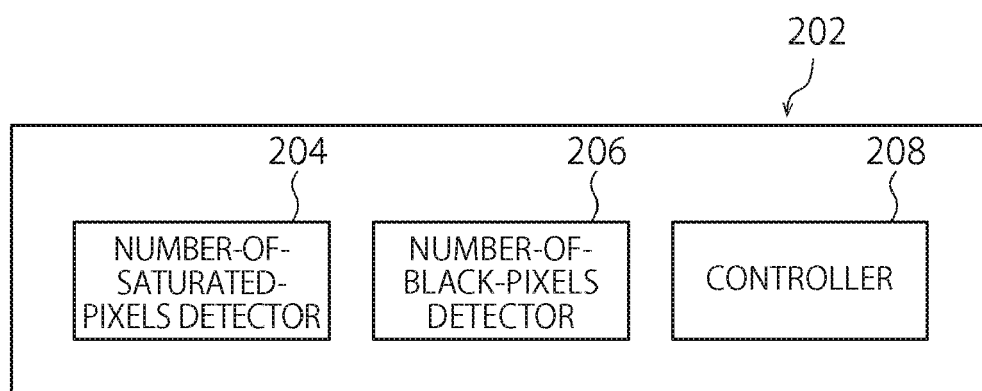 202
204
206
208
NUMBER-OF-
SATURATED-
PIXELS DETECTOR
NUMBER-OF-
BLACK-PIXELS
DETECTOR
CONTROLLER